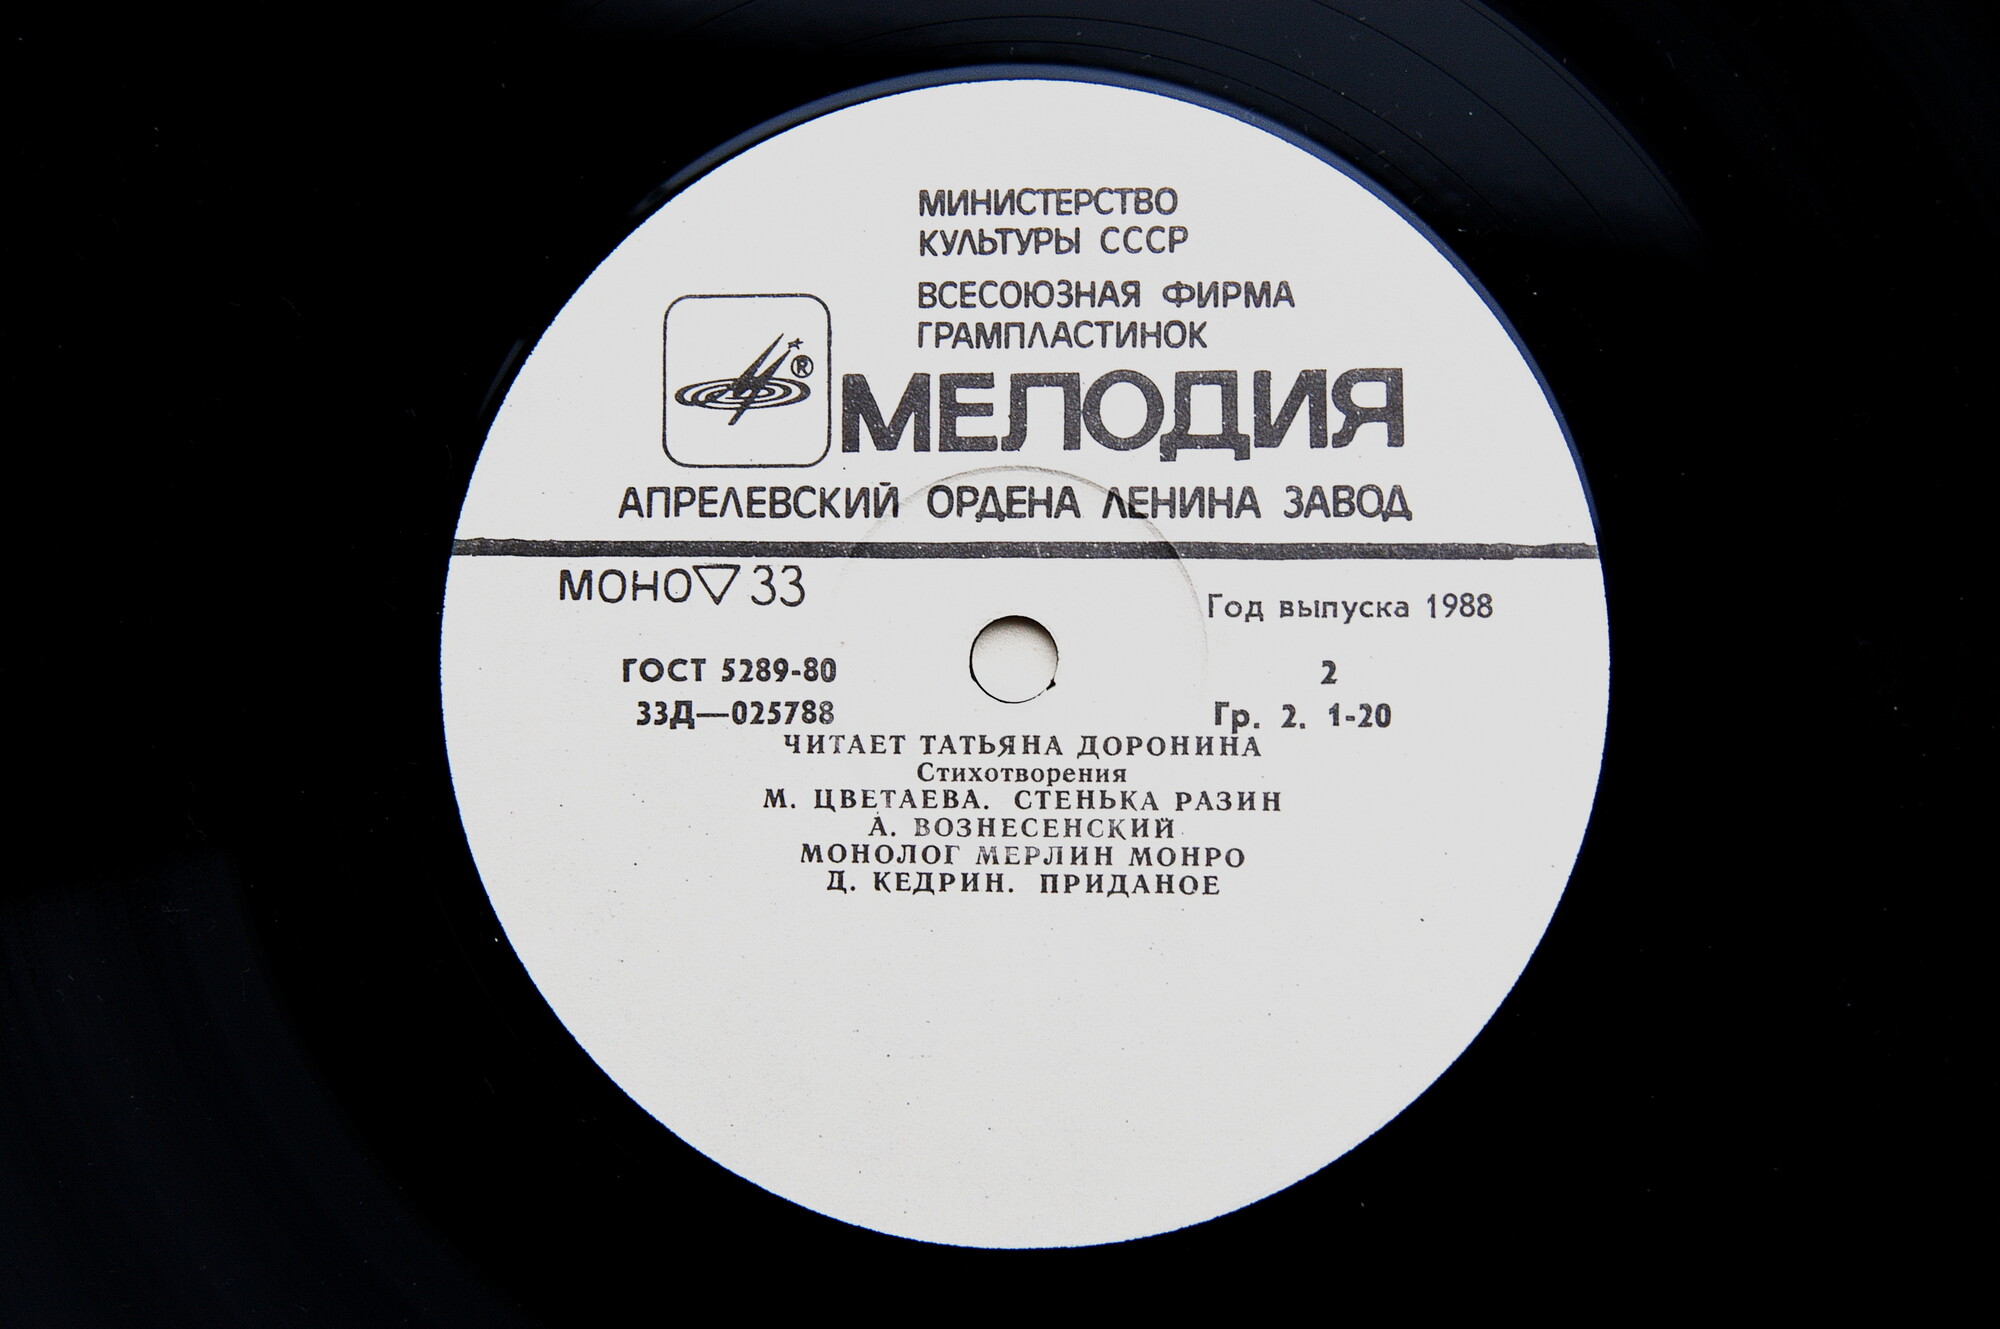 МИНИСТЕРСТВО
КУЛЬТУРЫ СССР
ВСЕСОЮЗНАЯ ФИРМА
ГРАМПЛАСТИНОК
®
МЕЛОДИЯ
АПРЕЛЕВСКИЙ ОРДЕНА ЛЕНИНА ЗАВОД
МОНО▽33
Год выпуска 1988
ГОСТ 5289-80
2
33Д—025788
Гр. 2. 1-20
ЧИТАЕТ ТАТЬЯНА ДОРОНИНА
Стихотворения
М. ЦВЕТАЕВА. СТЕНЬКА РАЗИН
А. ВОЗНЕСЕНСКИЙ
МОНОЛОГ МЕРЛИН МОНРО
Д. КЕДРИН. ПРИДАНОЕ